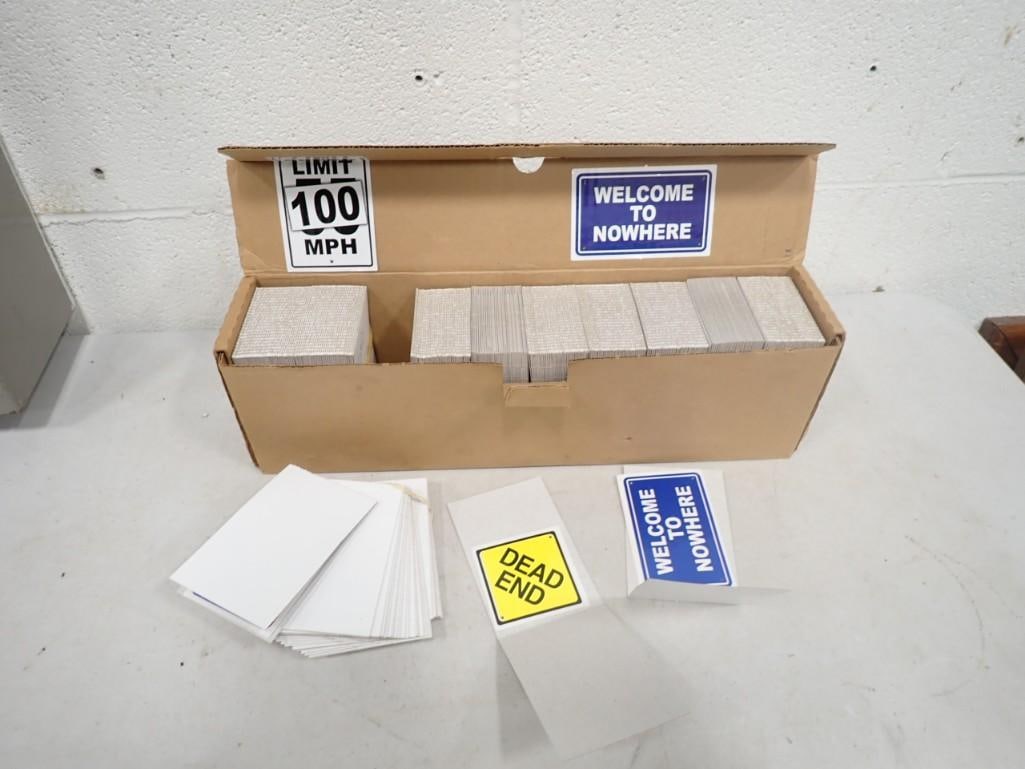 LIMIT
100
MPH
WELCOME
TO
NOWHERE
DEAD
END
WELCOME
TO
NOWHERE